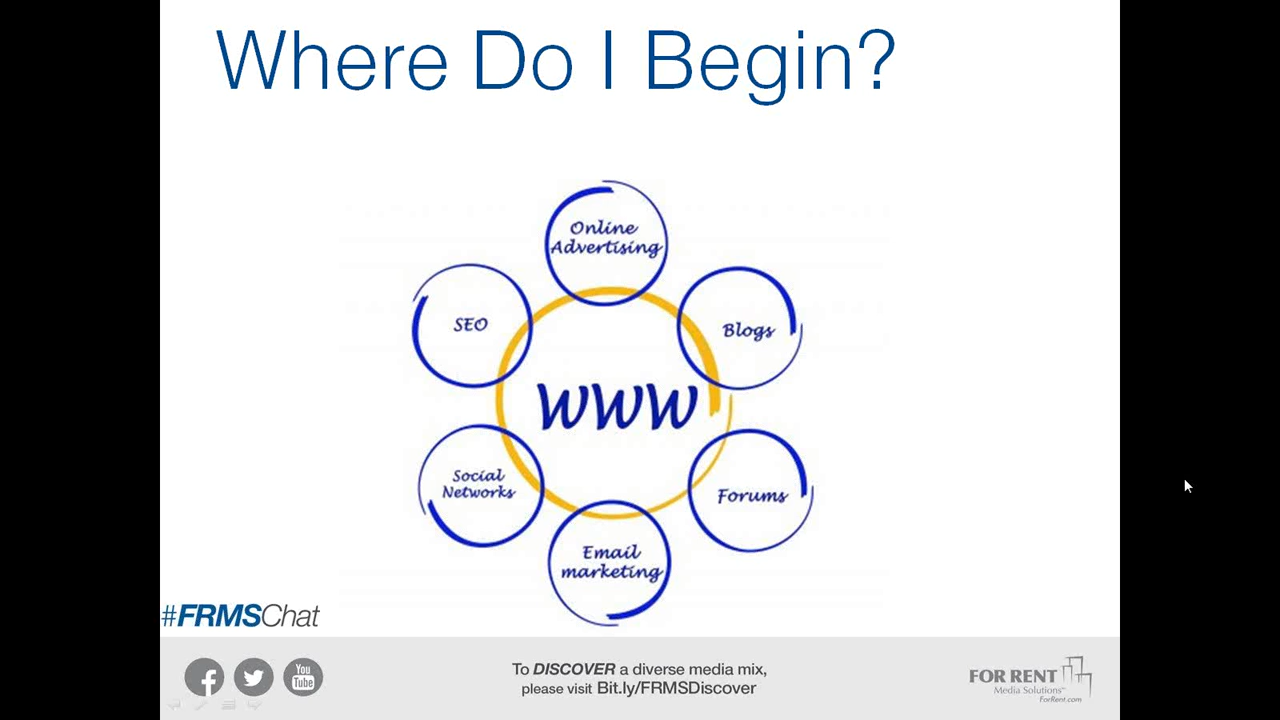 Where Do I Begin?
Online
Advertising
SEO
Blogs
WWW
Social
Networks
Forums
Email
marketing
#FRMSChat
You
Tube
To DISCOVER a diverse media mix,
please visit Bit.ly/FRMSDiscover
FOR RENT
Media Solutions™
ForRent.com